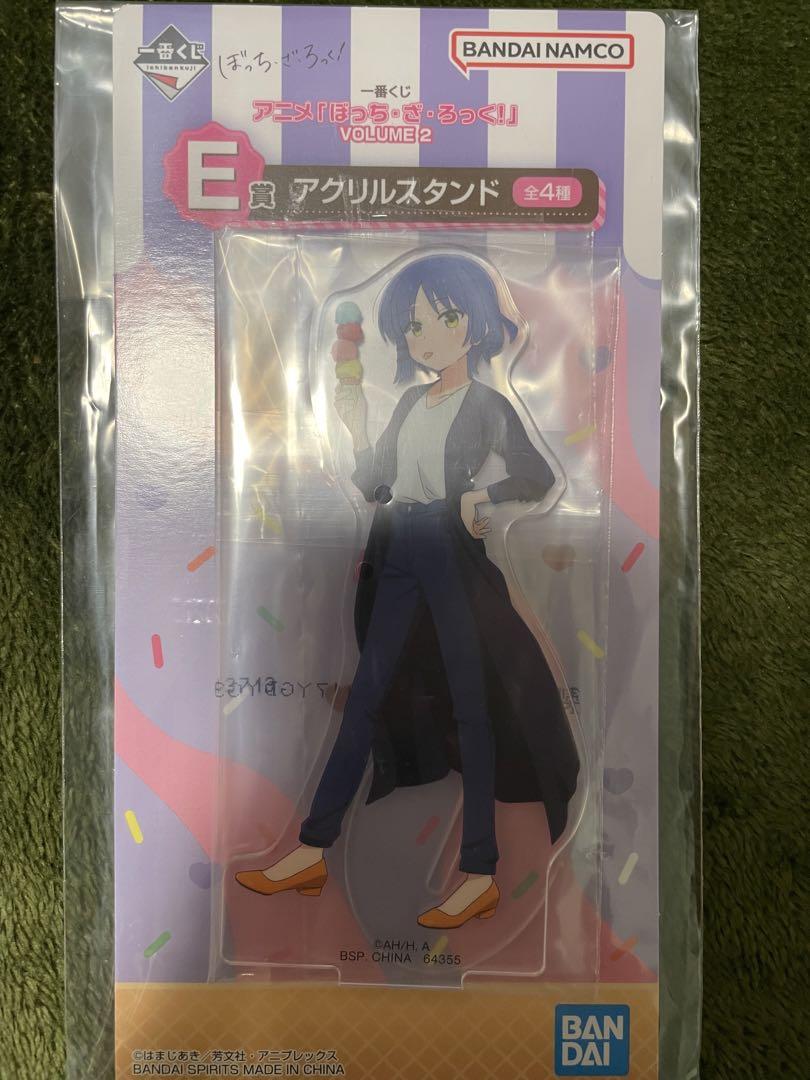 一番くじ
ichibankuji
ぼっち・ざ・ろっく!
BANDAI NAMCO
一番くじ
アニメ「ぼっち・ざ・ろっく!」
VOLUME 2
E賞 アクリルスタンド 全4種
©AH/H, A
BSP. CHINA 64355
©はまじあき/芳文社・アニプレックス
BANDAI SPIRITS MADE IN CHINA
BAN
DAI